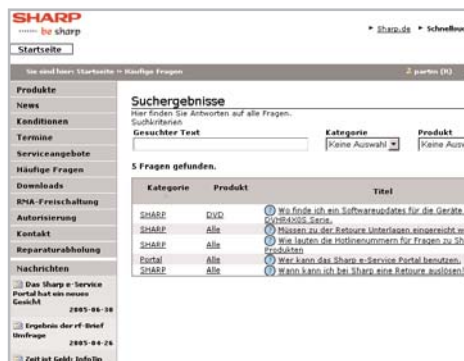 SHARP
be sharp
Sharp.de Schnellsuc
Startseite
Sie sind hier: Startseite » Häufige Fragen 2 partm (R)
Produkte
News
Konditionen
Termine
Serviceangebote
Häufige Fragen
Downloads
RMA-Freischaltung
Autorisierung
Kontakt
Reparaturabholung
Nachrichten
Das Sharp e-Service
Portal hat ein neues
Gesicht
2005-06-30
Ergebnis der rf-Brief
Umfrage
2005-04-26
Zeit ist Geld: InfoTip
Suchergebnisse
Hier finden Sie Antworten auf alle Fragen.
Suchkriterien
Gesuchter Text Kategorie Produkt
Keine Auswahl Keine Ausw
5 Fragen gefunden.
Kategorie Produkt Titel
SHARP DVD Wo finde ich ein Softwareupdates für die Geräte
DVHR4X0S Serie.
SHARP Alle Müssen zu der Retoure Unterlagen eingereicht w
SHARP Alle Wie lauten die Hotlinenummern für Fragen zu Sh
Produkten
Portal Alle Wer kann das Sharp e-Service Portal benutzen.
SHARP Alle Wann kann ich bei Sharp eine Retoure auslösen?